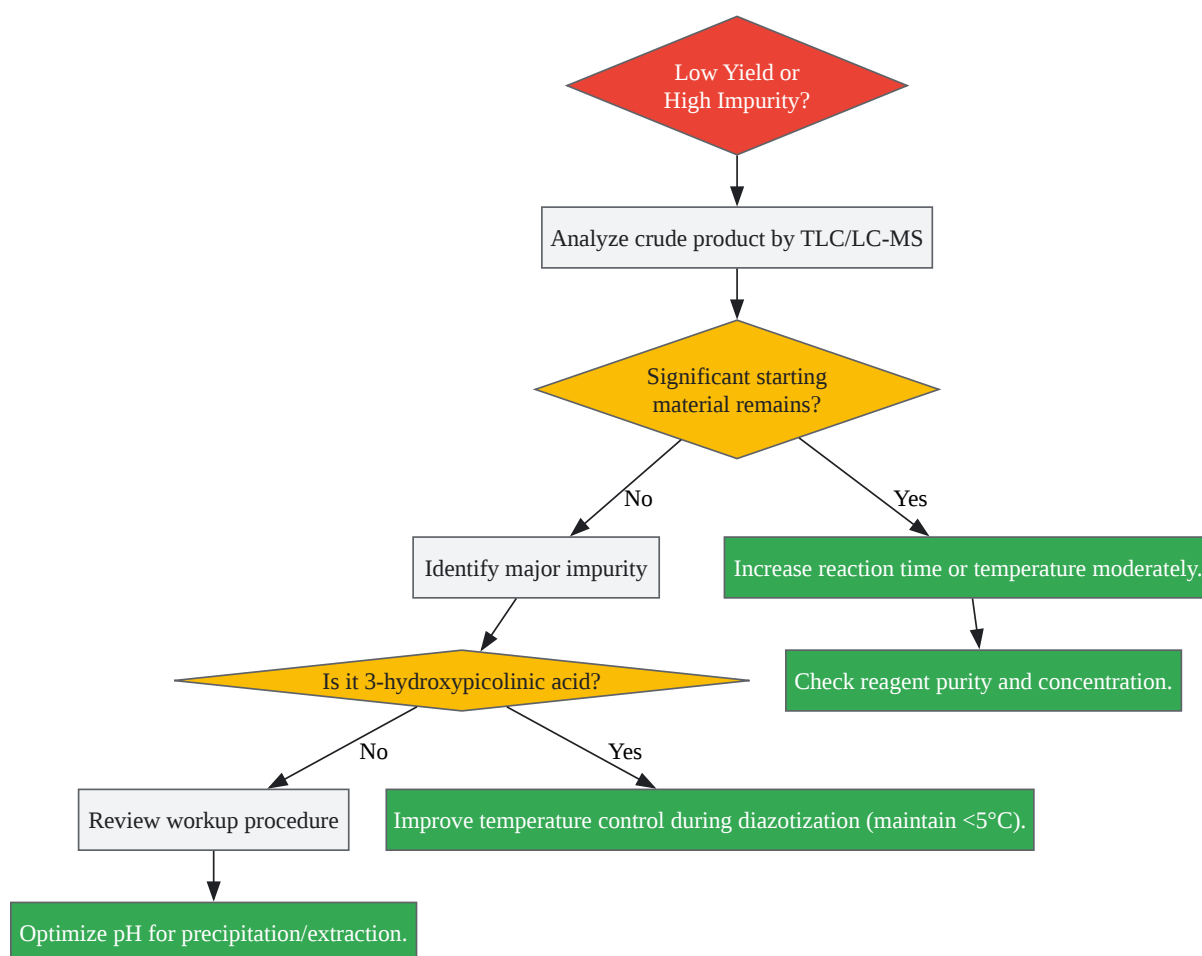 Low Yield or
High Impurity?
Analyze crude product by TLC/LC-MS
Significant starting
material remains?
No
Yes
Identify major impurity
Increase reaction time or temperature moderately.
Is it 3-hydroxypicolinic acid?
Check reagent purity and concentration.
No
Yes
Review workup procedure
Improve temperature control during diazotization (maintain <5°C).
Optimize pH for precipitation/extraction.